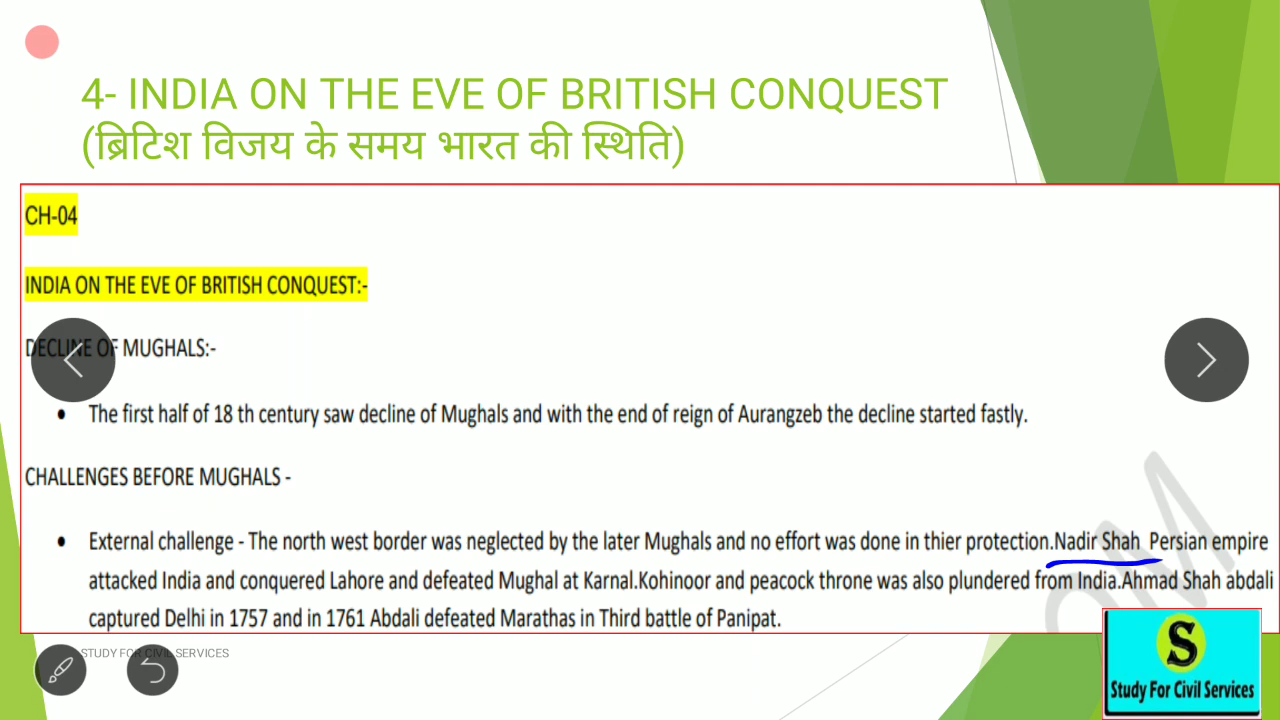 4- INDIA ON THE EVE OF BRITISH CONQUEST
(ब्रिटिश विजय के समय भारत की स्थिति)
CH-04
INDIA ON THE EVE OF BRITISH CONQUEST:-
DECLINE OF MUGHALS:-
• The first half of 18 th century saw decline of Mughals and with the end of reign of Aurangzeb the decline started fastly.
CHALLENGES BEFORE MUGHALS -
• External challenge - The north west border was neglected by the later Mughals and no effort was done in thier protection.Nadir Shah Persian empire
attacked India and conquered Lahore and defeated Mughal at Karnal.Kohinoor and peacock throne was also plundered from India.Ahmad Shah abdali
captured Delhi in 1757 and in 1761 Abdali defeated Marathas in Third battle of Panipat.
STUDY FOR CIVIL SERVICES
S
Study For Civil Services